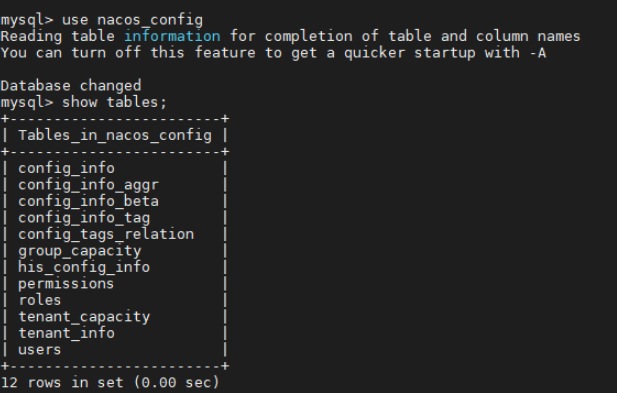 mysql> use nacos_config
Reading table information for completion of table and column names
You can turn off this feature to get a quicker startup with -A

Database changed
mysql> show tables;
+------------------------+
| Tables_in_nacos_config |
+------------------------+
| config_info            |
| config_info_aggr       |
| config_info_beta       |
| config_info_tag        |
| config_tags_relation   |
| group_capacity         |
| his_config_info        |
| permissions            |
| roles                  |
| tenant_capacity        |
| tenant_info            |
| users                  |
+------------------------+
12 rows in set (0.00 sec)